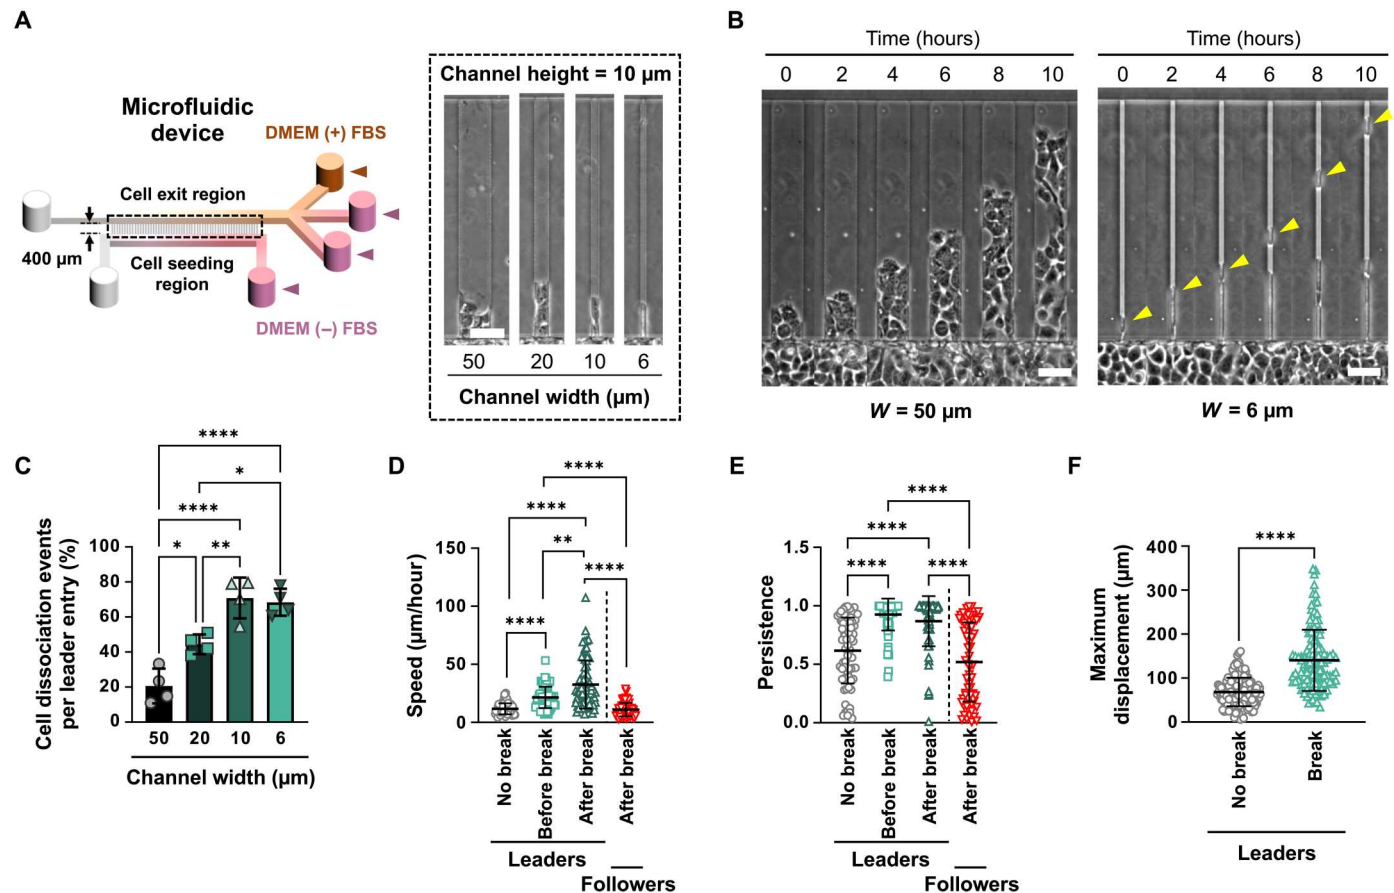 A
Microfluidic
device
DMEM (+) FBS
Cell exit region
400 µm
Cell seeding
region
DMEM (–) FBS
Channel height = 10 µm
50 20 10 6
Channel width (µm)
B
Time (hours)
0 2 4 6 8 10
W = 50 µm
Time (hours)
0 2 4 6 8 10
W = 6 µm
C
Cell dissociation events
per leader entry (%)
100
80
60
40
20
0
****
*
****
* **
50 20 10 6
Channel width (µm)
D
Speed (µm/hour)
150
100
50
0
****
****
**
****
****
No break
Before break
After break
After break
Leaders
Followers
E
Persistence
1.5
1.0
0.5
0.0
****
****
**** ****
No break
Before break
After break
After break
Leaders
Followers
F
Maximum
displacement (µm)
400
300
200
100
0
****
No break
Break
Leaders